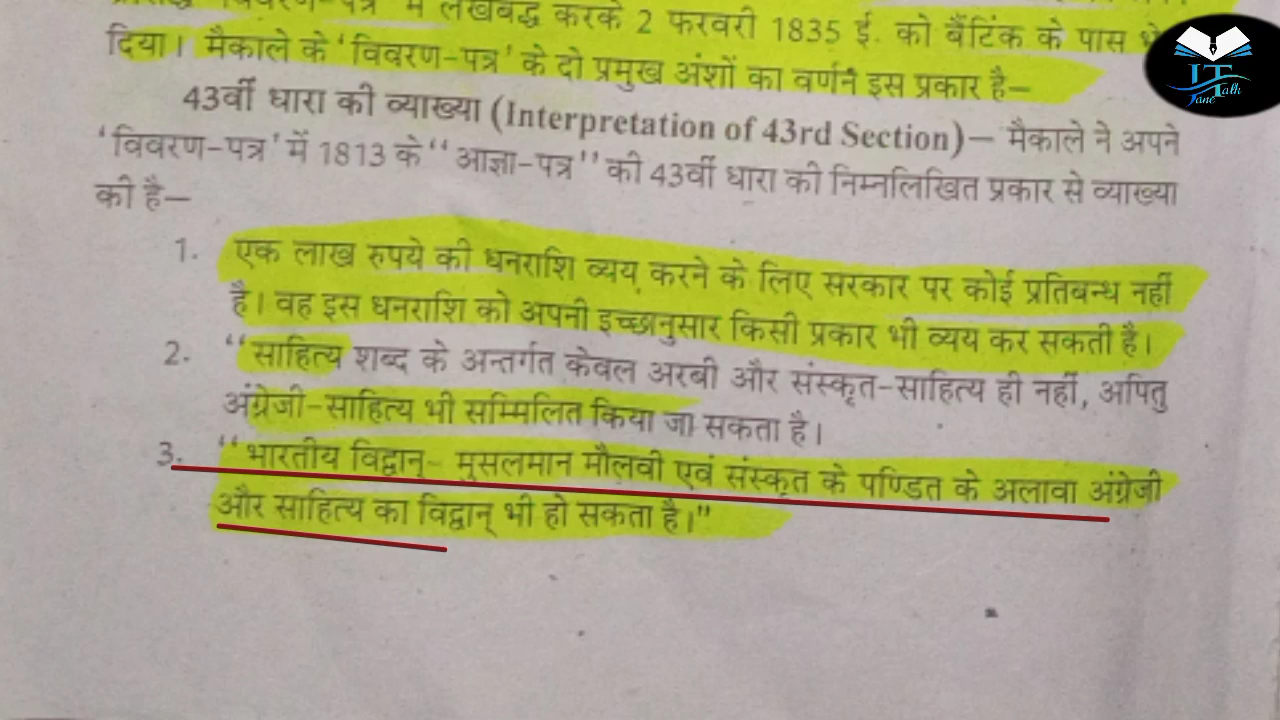 विवरण-पत्र में लेखबद्ध करके 2 फरवरी 1835 ई. को बैंटिंक के पास
दिया। मैकाले के 'विवरण-पत्र' के दो प्रमुख अंशों का वर्णन इस प्रकार है—
43वीं धारा की व्याख्या (Interpretation of 43rd Section)— मैकाले ने अपने
'विवरण-पत्र' में 1813 के "आज्ञा-पत्र" की 43वीं धारा की निम्नलिखित प्रकार से व्याख्या
की है—
1. एक लाख रुपये की धनराशि व्यय करने के लिए सरकार पर कोई प्रतिबन्ध नहीं
है। वह इस धनराशि को अपनी इच्छानुसार किसी प्रकार भी व्यय कर सकती है।
2. "साहित्य शब्द के अन्तर्गत केवल अरबी और संस्कृत-साहित्य ही नहीं, अपितु
अंग्रेजी-साहित्य भी सम्मिलित किया जा सकता है।
3. "भारतीय विद्वान्- मुसलमान मौलवी एवं संस्कृत के पण्डित के अलावा अंग्रेजी
और साहित्य का विद्वान् भी हो सकता है।"
JT
Jane Talk